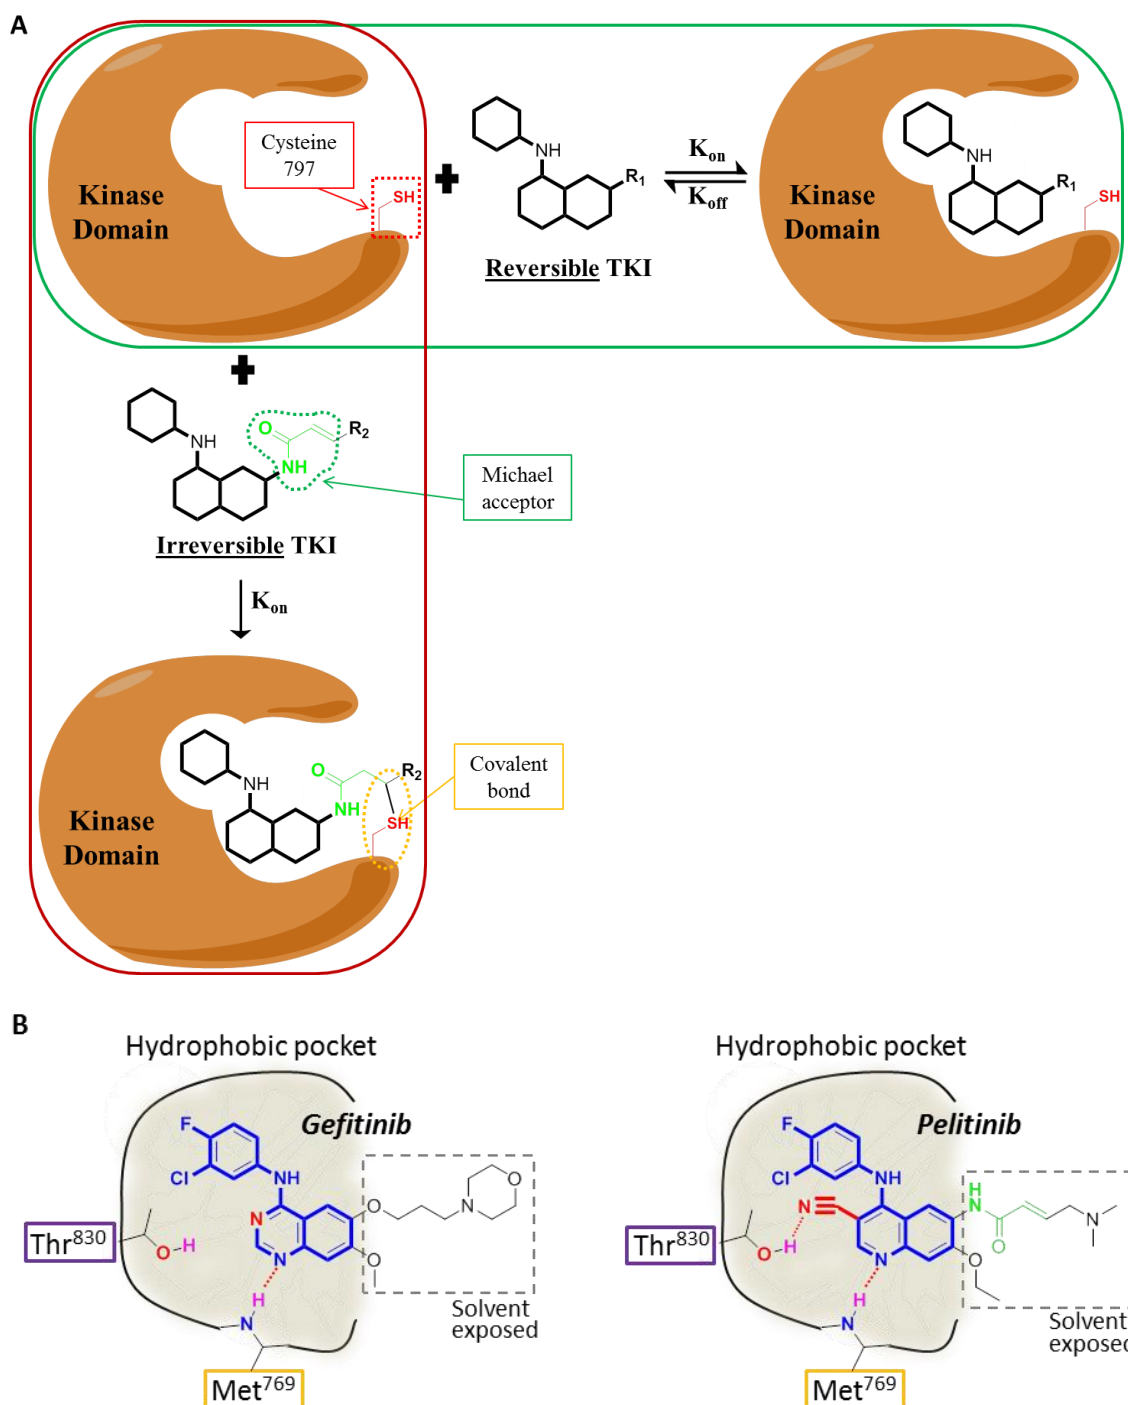 A
Cysteine
797
Kinase
Domain
SH
NH
R1
Reversible TKI
Kon
Koff
Kinase
Domain
NH
R1
SH
O
R2
NH
NH
Michael
acceptor
Irreversible TKI
Kon
Kinase
Domain
NH
O
R2
NH
SH
Covalent
bond
B
Hydrophobic pocket
Gefitinib
F
Cl
NH
N
N
O
N
O
O
Thr830
O H
H
N
Met769
Solvent
exposed
Hydrophobic pocket
Pelitinib
F
Cl
NH
N
N
H
N
O
N
O
Thr830
O H
H
N
Met769
Solvent
exposed